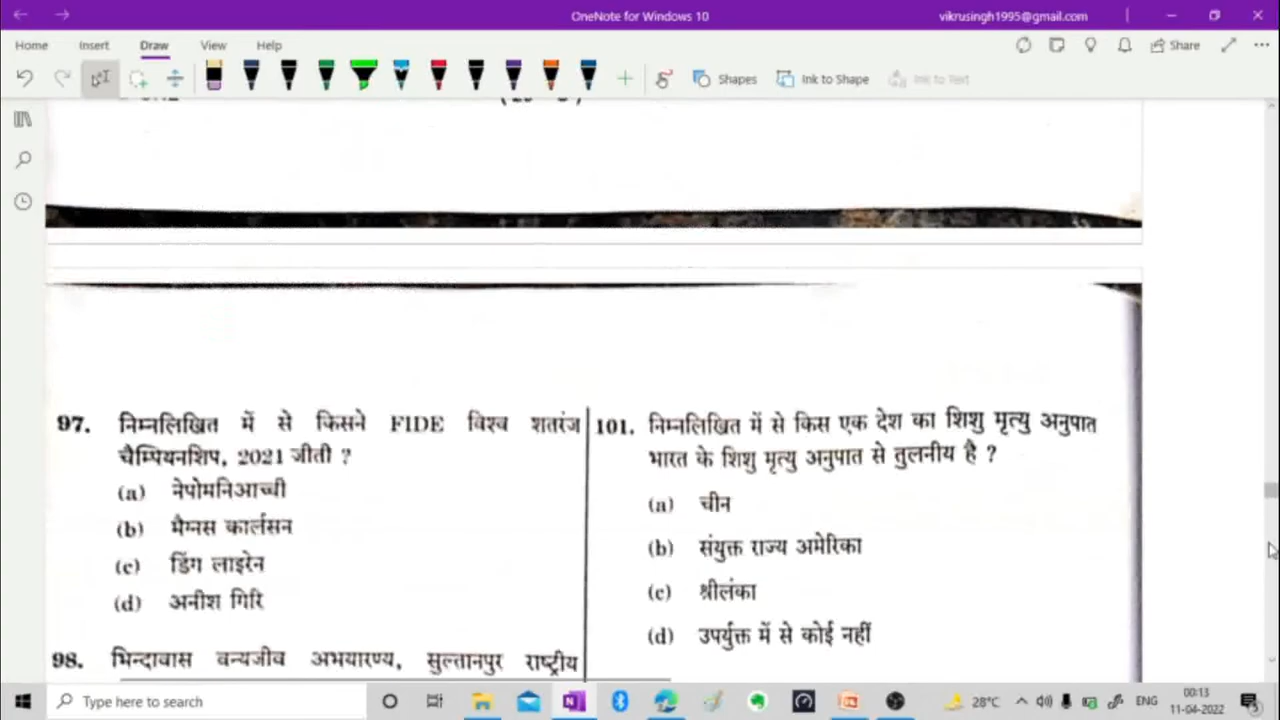 OneNote for Windows 10
vikrusingh1995@gmail.com
Home Insert Draw View Help
Share
Shapes
Ink to Shape
Ink to Text
97. निम्नलिखित में से किसने FIDE विश्व शतरंज
चैम्पियनशिप, 2021 जीती ?
(a) नेपोमनिआच्ची
(b) मैग्नस कार्लसन
(c) डिंग लाइरेन
(d) अनीश गिरि
98. भिन्दावास वन्यजीव अभयारण्य, सुल्तानपुर राष्ट्रीय
101. निम्नलिखित में से किस एक देश का शिशु मृत्यु अनुपात
भारत के शिशु मृत्यु अनुपात से तुलनीय है ?
(a) चीन
(b) संयुक्त राज्य अमेरिका
(c) श्रीलंका
(d) उपर्युक्त में से कोई नहीं
Type here to search
28°C
ENG
00:13
11-04-2022